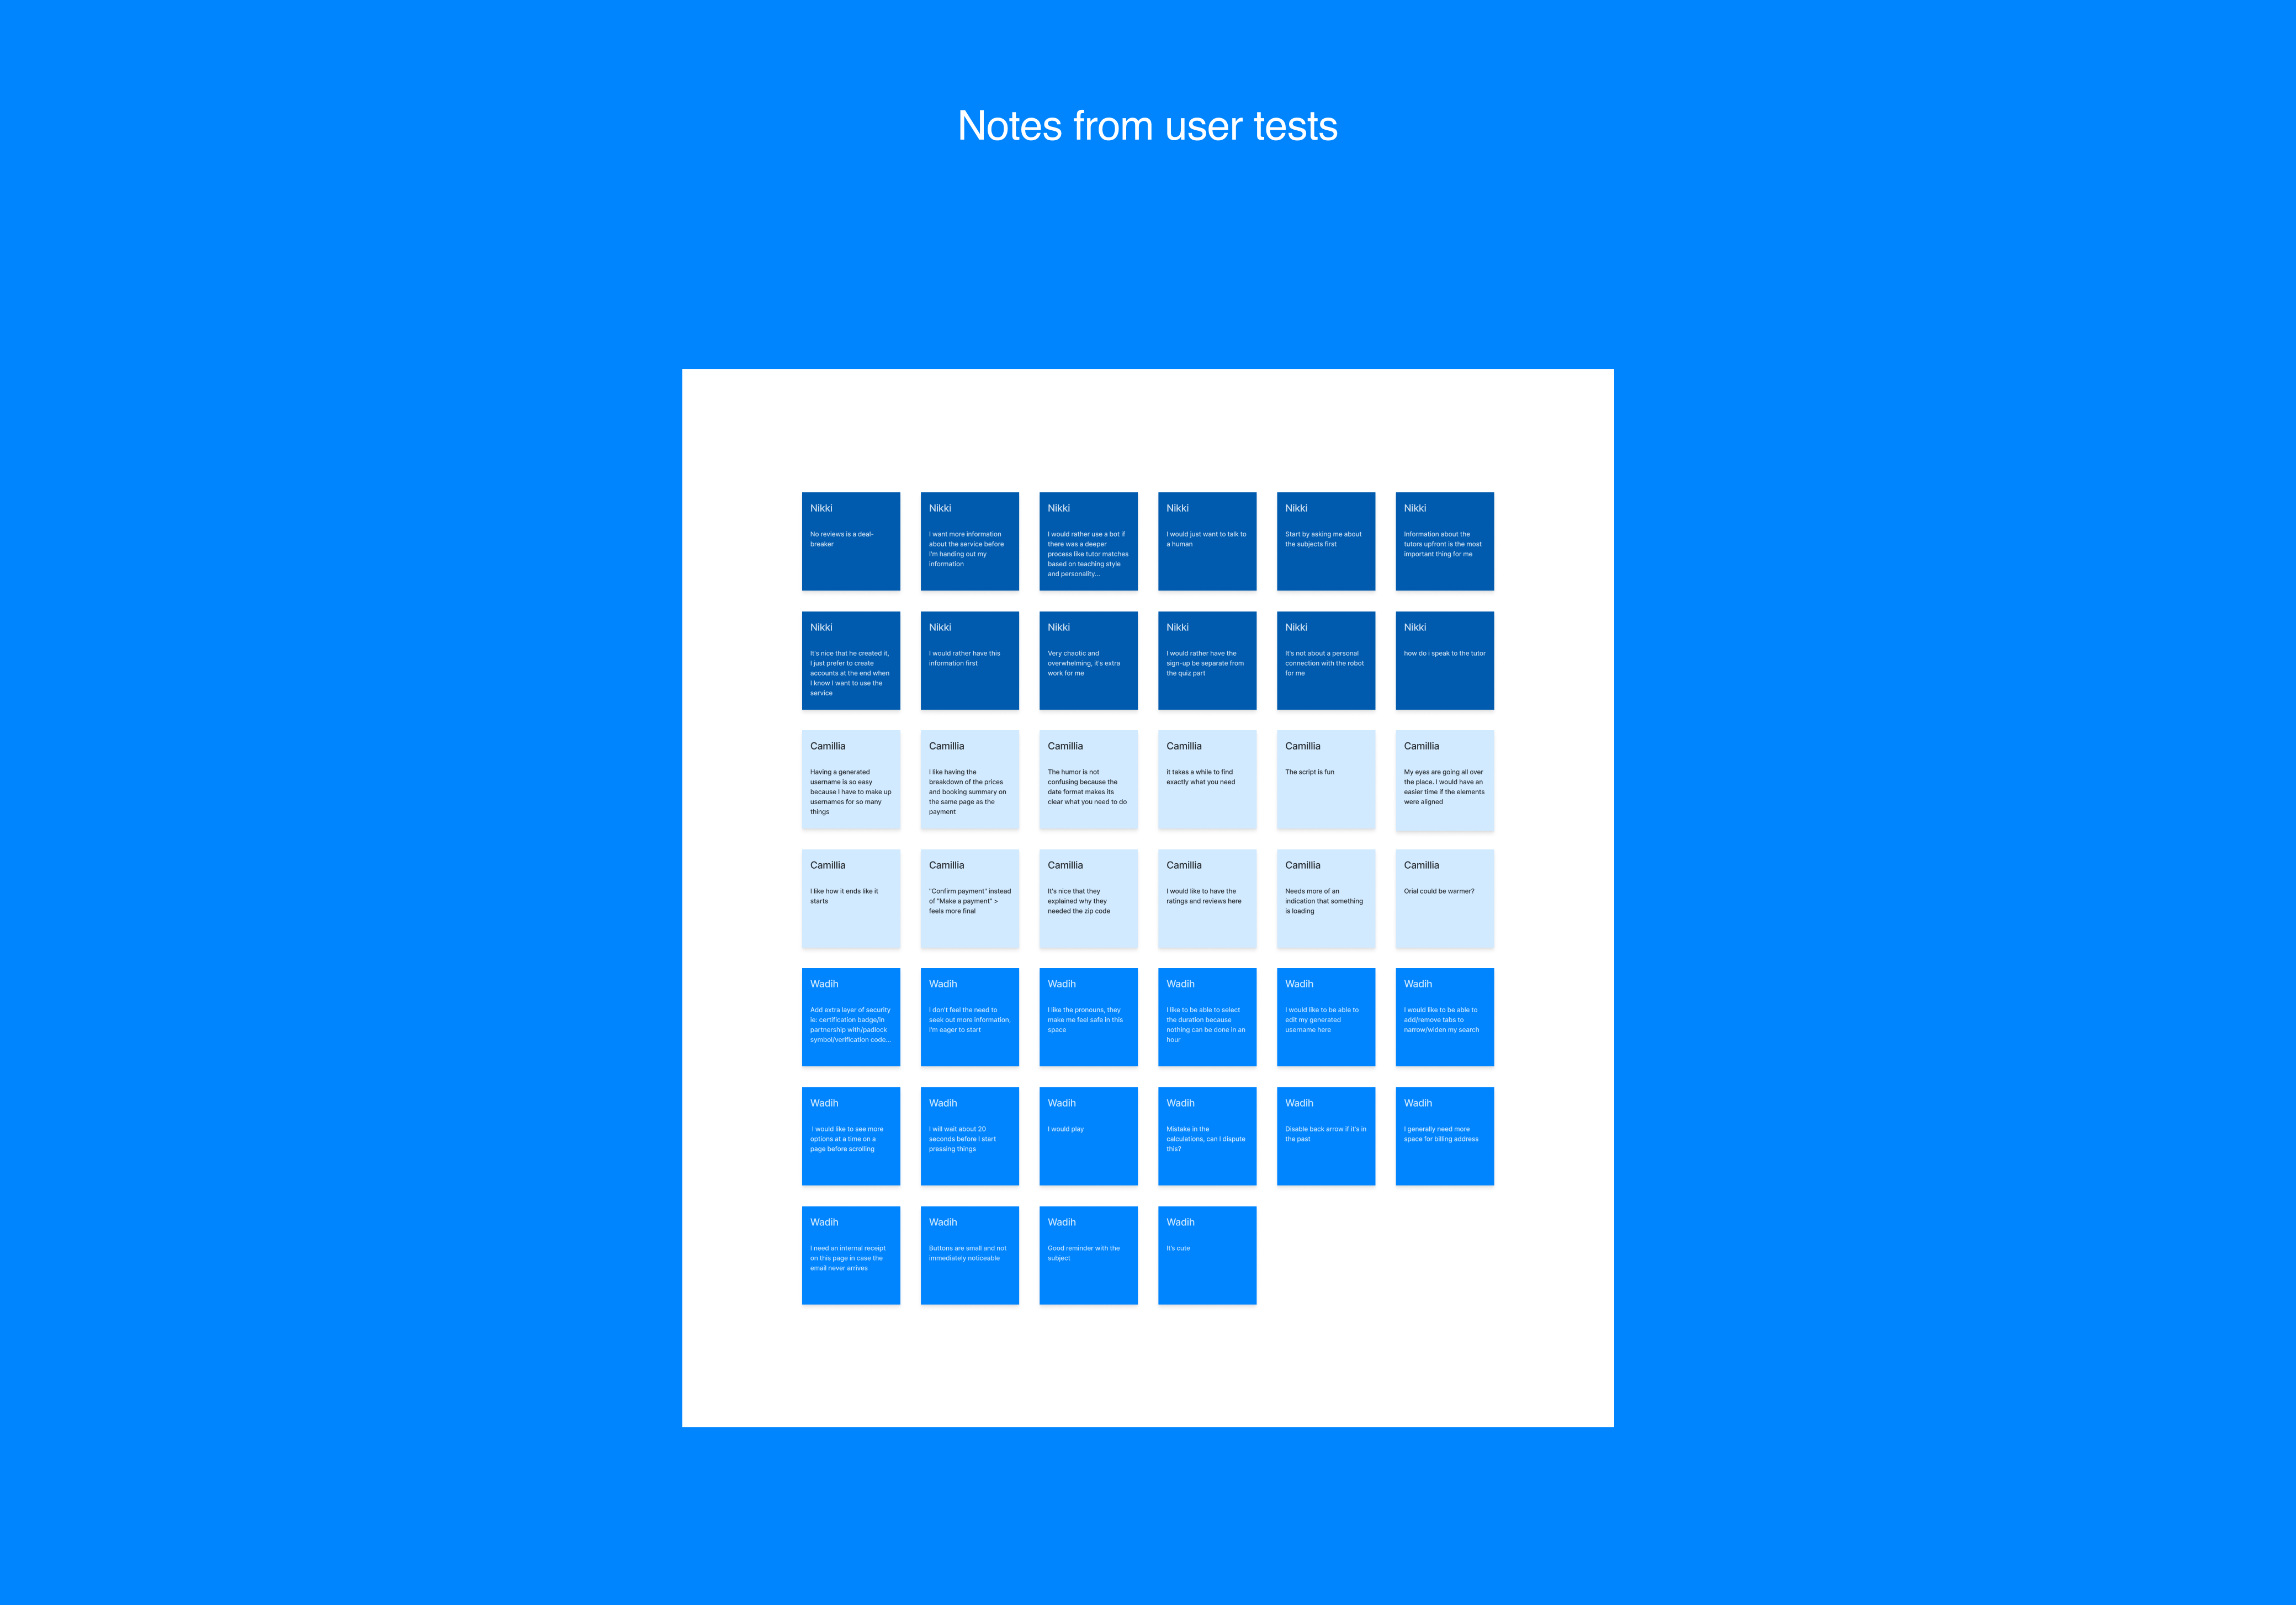 Notes from user tests
Nikki
No reviews is a deal-
breaker
Nikki
I want more information
about the service before
I'm handing out my
information
Nikki
I would rather use a bot if
there was a deeper
process like tutor matches
based on teaching style
and personality...
Nikki
I would just want to talk to
a human
Nikki
Start by asking me about
the subjects first
Nikki
Information about the
tutors upfront is the most
important thing for me
Nikki
It's nice that he created it,
I just prefer to create
accounts at the end when
I know I want to use the
service
Nikki
I would rather have this
information first
Nikki
Very chaotic and
overwhelming, it's extra
work for me
Nikki
I would rather have the
sign-up be separate from
the quiz part
Nikki
It's not about a personal
connection with the robot
for me
Nikki
how do i speak to the tutor
Camillia
Having a generated
username is so easy
because I have to make up
usernames for so many
things
Camillia
I like having the
breakdown of the prices
and booking summary on
the same page as the
payment
Camillia
The humor is not
confusing because the
date format makes its
clear what you need to do
Camillia
it takes a while to find
exactly what you need
Camillia
The script is fun
Camillia
My eyes are going all over
the place. I would have an
easier time if the elements
were aligned
Camillia
I like how it ends like it
starts
Camillia
"Confirm payment" instead
of "Make a payment" >
feels more final
Camillia
It's nice that they
explained why they
needed the zip code
Camillia
I would like to have the
ratings and reviews here
Camillia
Needs more of an
indication that something
is loading
Camillia
Orial could be warmer?
Wadih
Add extra layer of security
ie: certification badge/in
partnership with/padlock
symbol/verification code...
Wadih
I don't feel the need to
seek out more information,
I'm eager to start
Wadih
I like the pronouns, they
make me feel safe in this
space
Wadih
I like to be able to select
the duration because
nothing can be done in an
hour
Wadih
I would like to be able to
edit my generated
username here
Wadih
I would like to be able to
add/remove tabs to
narrow/widen my search
Wadih
I would like to see more
options at a time on a
page before scrolling
Wadih
I will wait about 20
seconds before I start
pressing things
Wadih
I would play
Wadih
Mistake in the
calculations, can I dispute
this?
Wadih
Disable back arrow if it's in
the past
Wadih
I generally need more
space for billing address
Wadih
I need an internal receipt
on this page in case the
email never arrives
Wadih
Buttons are small and not
immediately noticeable
Wadih
Good reminder with the
subject
Wadih
It's cute